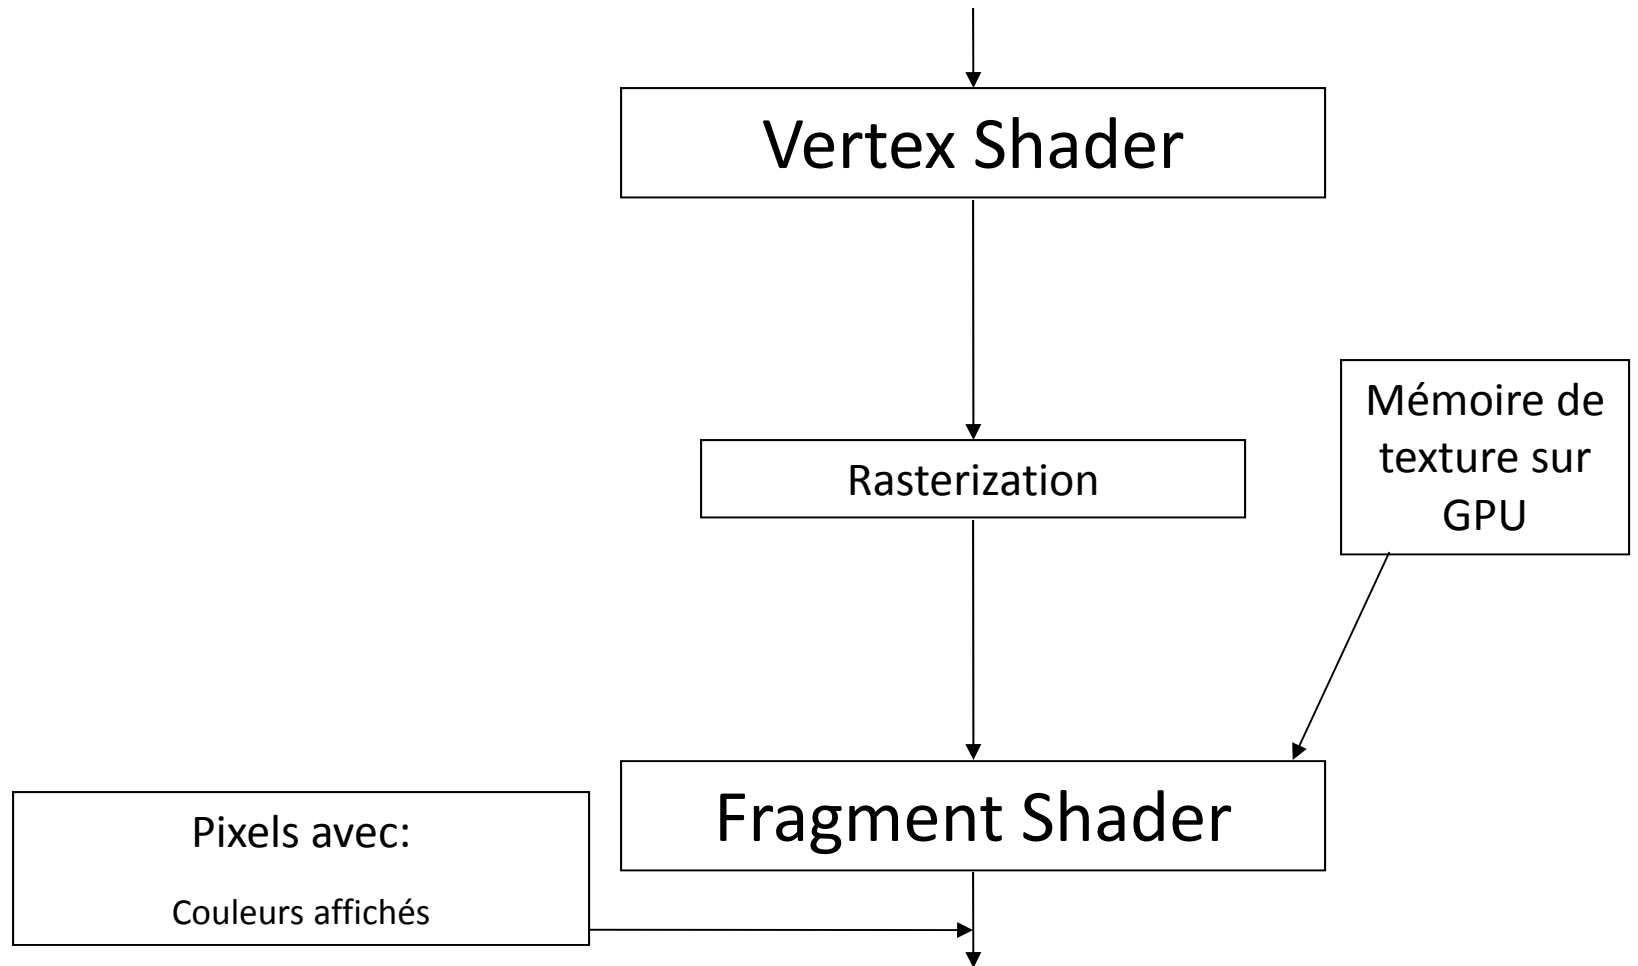 Vertex Shader
Rasterization
Mémoire de
texture sur
GPU
Fragment Shader
Pixels avec:
Couleurs affichés